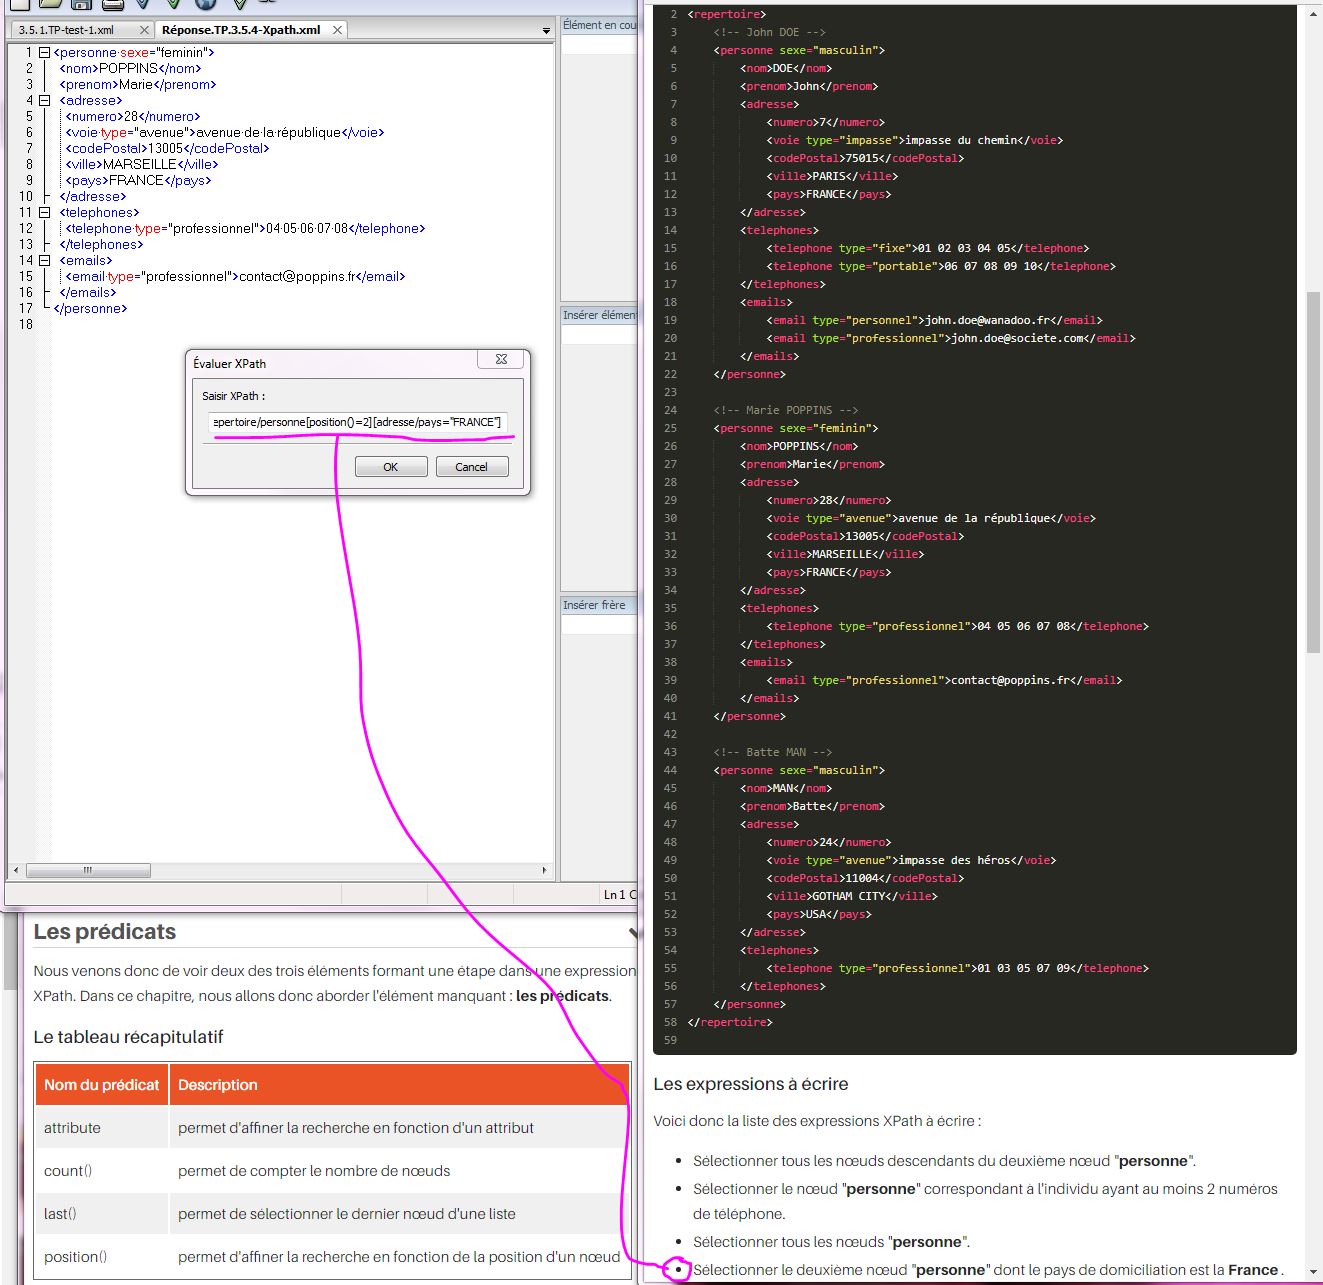 3.5.1.TP-test-1.xml
Réponse.TP.3.5.4-Xpath.xml
1 <personne·sexe="feminin">
2 <nom>POPPINS</nom>
3 <prenom>Marie</prenom>
4 <adresse>
5 <numero>28</numero>
6 <voie·type="avenue">avenue·de·la·république</voie>
7 <codePostal>13005</codePostal>
8 <ville>MARSEILLE</ville>
9 <pays>FRANCE</pays>
10 </adresse>
11 <telephones>
12 <telephone·type="professionnel">04·05·06·07·08</telephone>
13 </telephones>
14 <emails>
15 <email·type="professionnel">contact@poppins.fr</email>
16 </emails>
17 </personne>
18
Élément en cou
Insérer élément
Insérer frère
Évaluer XPath
Saisir XPath :
epertoire/personne[position()=2][adresse/pays="FRANCE"]
OK
Cancel
Ln 1 C
Les prédicats
Nous venons donc de voir deux des trois éléments formant une étape dans une expression
XPath. Dans ce chapitre, nous allons donc aborder l'élément manquant : les prédicats.
Le tableau récapitulatif
Nom du prédicat Description
attribute permet d'affiner la recherche en fonction d'un attribut
count() permet de compter le nombre de nœuds
last() permet de sélectionner le dernier nœud d'une liste
position() permet d'affiner la recherche en fonction de la position d'un nœud
2 <repertoire>
3 <!-- John DOE -->
4 <personne sexe="masculin">
5 <nom>DOE</nom>
6 <prenom>John</prenom>
7 <adresse>
8 <numero>7</numero>
9 <voie type="impasse">impasse du chemin</voie>
10 <codePostal>75015</codePostal>
11 <ville>PARIS</ville>
12 <pays>FRANCE</pays>
13 </adresse>
14 <telephones>
15 <telephone type="fixe">01 02 03 04 05</telephone>
16 <telephone type="portable">06 07 08 09 10</telephone>
17 </telephones>
18 <emails>
19 <email type="personnel">john.doe@wanadoo.fr</email>
20 <email type="professionnel">john.doe@societe.com</email>
21 </emails>
22 </personne>
23
24 <!-- Marie POPPINS -->
25 <personne sexe="feminin">
26 <nom>POPPINS</nom>
27 <prenom>Marie</prenom>
28 <adresse>
29 <numero>28</numero>
30 <voie type="avenue">avenue de la république</voie>
31 <codePostal>13005</codePostal>
32 <ville>MARSEILLE</ville>
33 <pays>FRANCE</pays>
34 </adresse>
35 <telephones>
36 <telephone type="professionnel">04 05 06 07 08</telephone>
37 </telephones>
38 <emails>
39 <email type="professionnel">contact@poppins.fr</email>
40 </emails>
41 </personne>
42
43 <!-- Batte MAN -->
44 <personne sexe="masculin">
45 <nom>MAN</nom>
46 <prenom>Batte</prenom>
47 <adresse>
48 <numero>24</numero>
49 <voie type="avenue">impasse des héros</voie>
50 <codePostal>11004</codePostal>
51 <ville>GOTHAM CITY</ville>
52 <pays>USA</pays>
53 </adresse>
54 <telephones>
55 <telephone type="professionnel">01 03 05 07 09</telephone>
56 </telephones>
57 </personne>
58 </repertoire>
59
Les expressions à écrire
Voici donc la liste des expressions XPath à écrire :
• Sélectionner tous les nœuds descendants du deuxième nœud "personne".
• Sélectionner le nœud "personne" correspondant à l'individu ayant au moins 2 numéros
de téléphone.
• Sélectionner tous les nœuds "personne".
• Sélectionner le deuxième nœud "personne" dont le pays de domiciliation est la France .